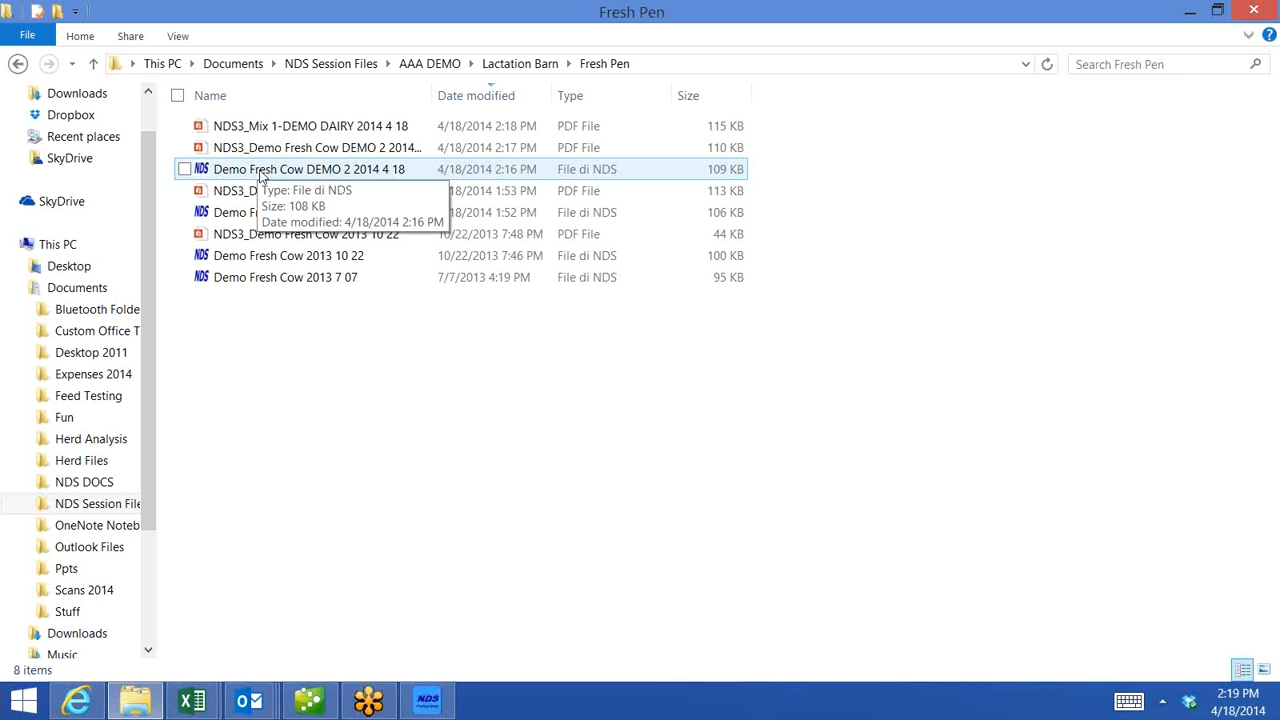 Fresh Pen
File Home Share View
This PC Documents NDS Session Files AAA DEMO Lactation Barn Fresh Pen Search Fresh Pen
Name Date modified Type Size
NDS3_Mix 1-DEMO DAIRY 2014 4 18 4/18/2014 2:18 PM PDF File 115 KB
NDS3_Demo Fresh Cow DEMO 2 2014... 4/18/2014 2:17 PM PDF File 110 KB
NDS Demo Fresh Cow DEMO 2 2014 4 18 4/18/2014 2:16 PM File di NDS 109 KB
NDS3_D /18/2014 1:53 PM PDF File 113 KB
NDS Demo F /18/2014 1:52 PM File di NDS 106 KB
NDS3_Demo Fresh Cow 2013 10 22 10/22/2013 7:48 PM PDF File 44 KB
NDS Demo Fresh Cow 2013 10 22 10/22/2013 7:46 PM File di NDS 100 KB
NDS Demo Fresh Cow 2013 7 07 7/7/2013 4:19 PM File di NDS 95 KB
Type: File di NDS
Size: 108 KB
Date modified: 4/18/2014 2:16 PM
Downloads
Dropbox
Recent places
SkyDrive
SkyDrive
This PC
Desktop
Documents
Bluetooth Folde
Custom Office T
Desktop 2011
Expenses 2014
Feed Testing
Fun
Herd Analysis
Herd Files
NDS DOCS
NDS Session File
OneNote Noteb
Outlook Files
Ppts
Scans 2014
Stuff
Downloads
Music
8 items
NDS
2:19 PM
4/18/2014